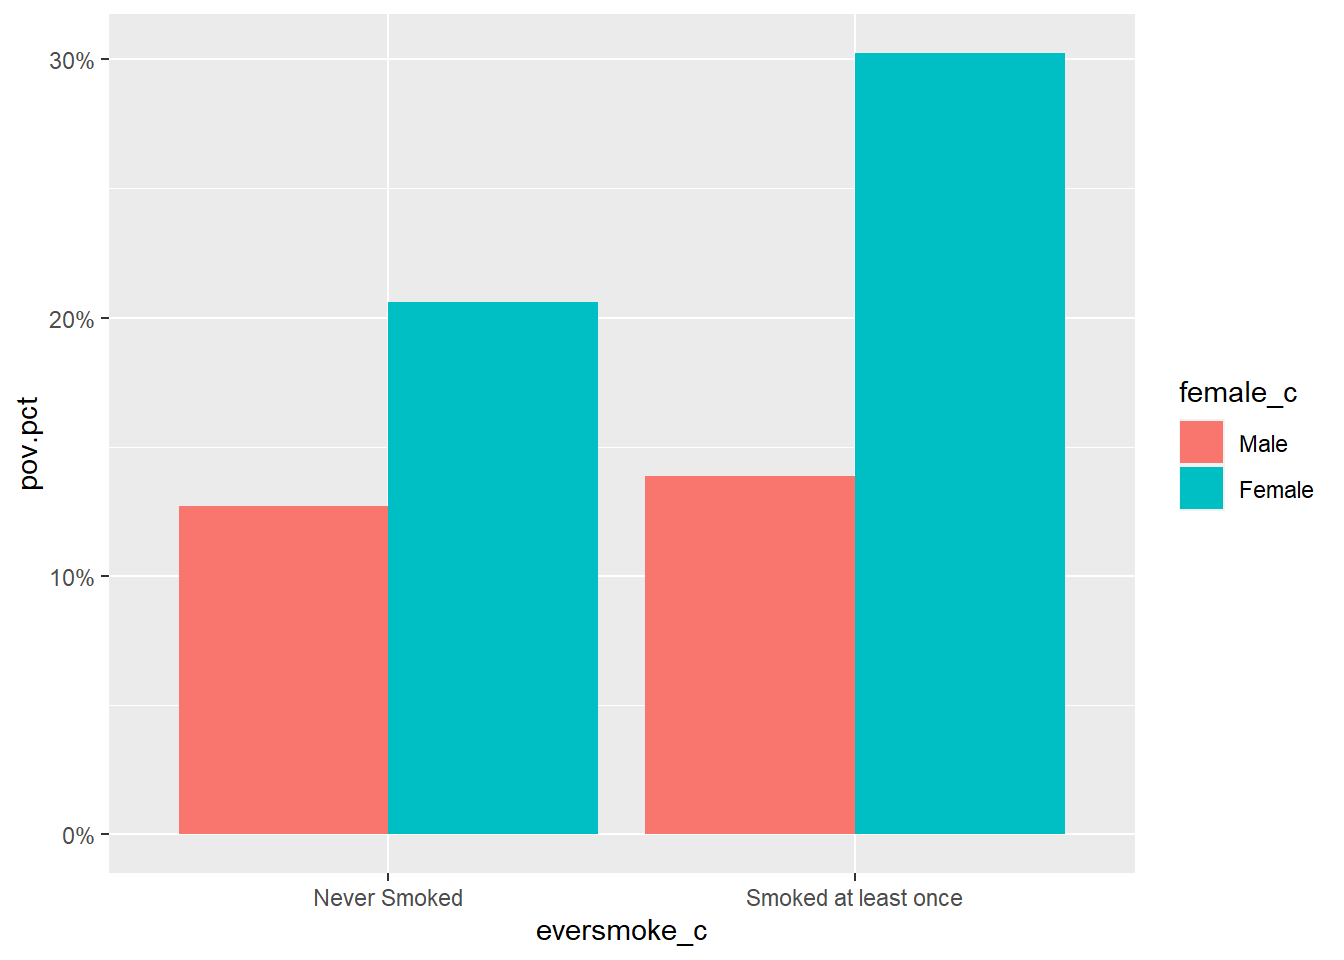 30%
20%
10%
0%
pov.pct
Never Smoked
Smoked at least once
eversmoke_c
female_c
Male
Female